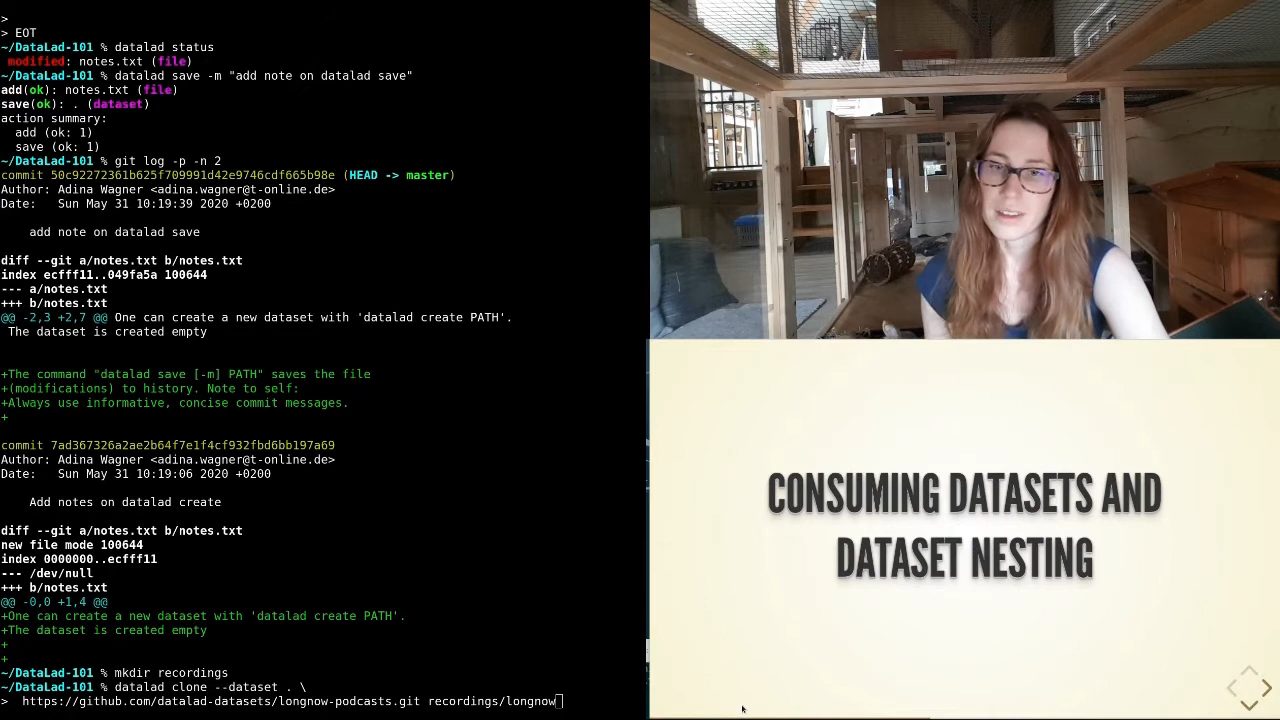 >
> EOT
~/DataLad-101 % datalad status
modified: notes.txt (file)
~/DataLad-101 % datalad save -m "add note on datalad save"
add(ok): notes.txt (file)
save(ok): . (dataset)
action summary:
add (ok: 1)
save (ok: 1)
~/DataLad-101 % git log -p -n 2
(HEAD -> master)
Author: Adina Wagner <adina.wagner@t-online.de>
Date:   Sun May 31 10:19:39 2020 +0200
add note on datalad save
diff --git a/notes.txt b/notes.txt
index ecfff11..049fa5a 100644
--- a/notes.txt
+++ b/notes.txt
@@ -2,3 +2,7 @@ One can create a new dataset with 'datalad create PATH'.
The dataset is created empty
+The command "datalad save [-m] PATH" saves the file
+(modifications) to history. Note to self:
+Always use informative, concise commit messages.
+
commit 7ad367326a2ae2b64f7e1f4cf932fbd6bb197a69
Author: Adina Wagner <adina.wagner@t-online.de>
Date:   Sun May 31 10:19:06 2020 +0200
Add notes on datalad create
diff --git a/notes.txt b/notes.txt
new file mode 100644
index 0000000..ecfff11
--- /dev/null
+++ b/notes.txt
@@ -0,0 +1,4 @@
+One can create a new dataset with 'datalad create PATH'.
+The dataset is created empty
+
+
~/DataLad-101 % mkdir recordings
~/DataLad-101 % datalad clone --dataset . \
>  https://github.com/datalad-datasets/longnow-podcasts.git recordings/longnow
CONSUMING DATASETS AND
DATASET NESTING